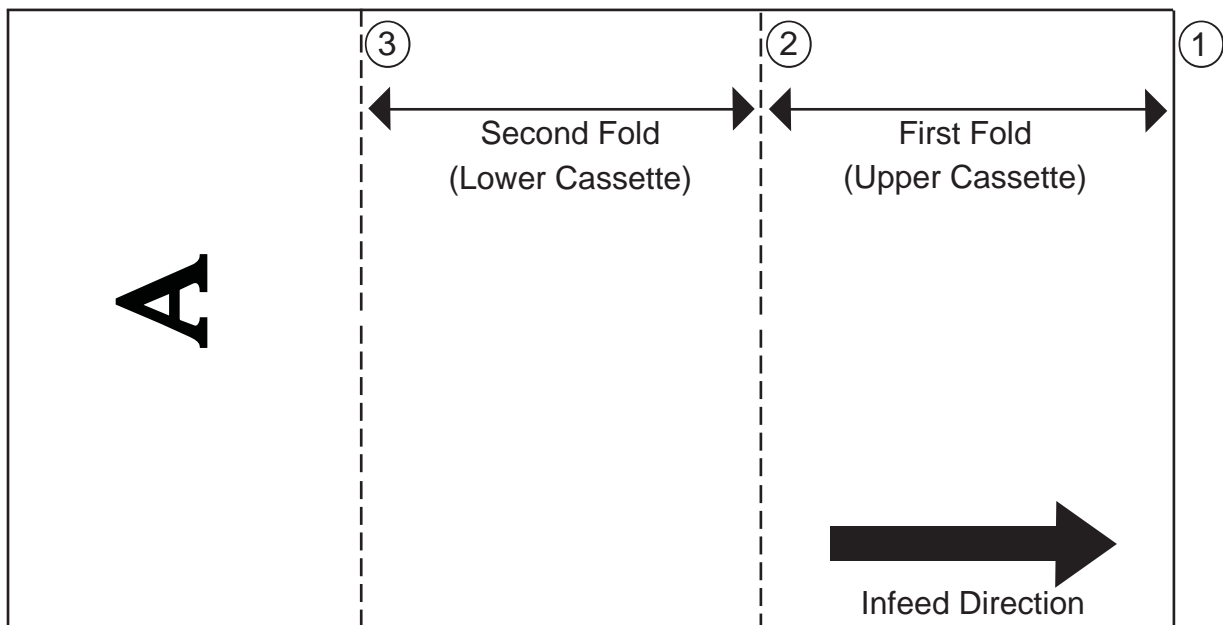 ③ ② ①
Second Fold
(Lower Cassette)
First Fold
(Upper Cassette)
A
Infeed Direction